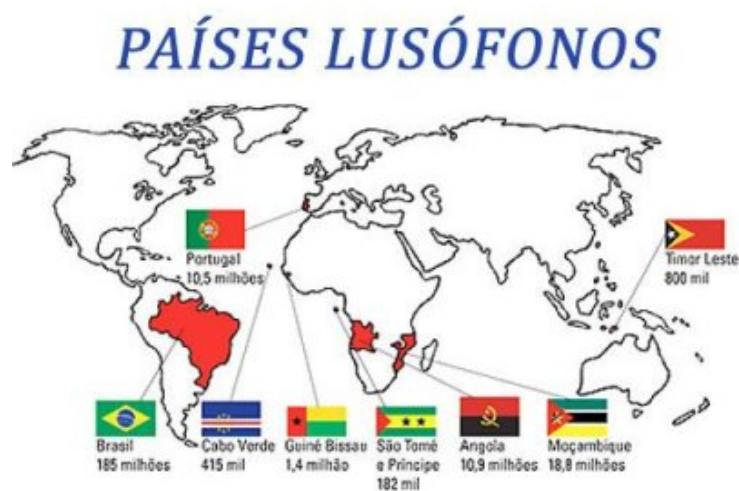 PAÍSES LUSÓFONOS
Portugal
10,5 milhões
Timor Leste
800 mil
Brasil
185 milhões
Cabo Verde
415 mil
Guiné Bissau
1,4 milhão
São Tomé
e Príncipe
182 mil
Angola
10,9 milhões
Moçambique
18,8 milhões